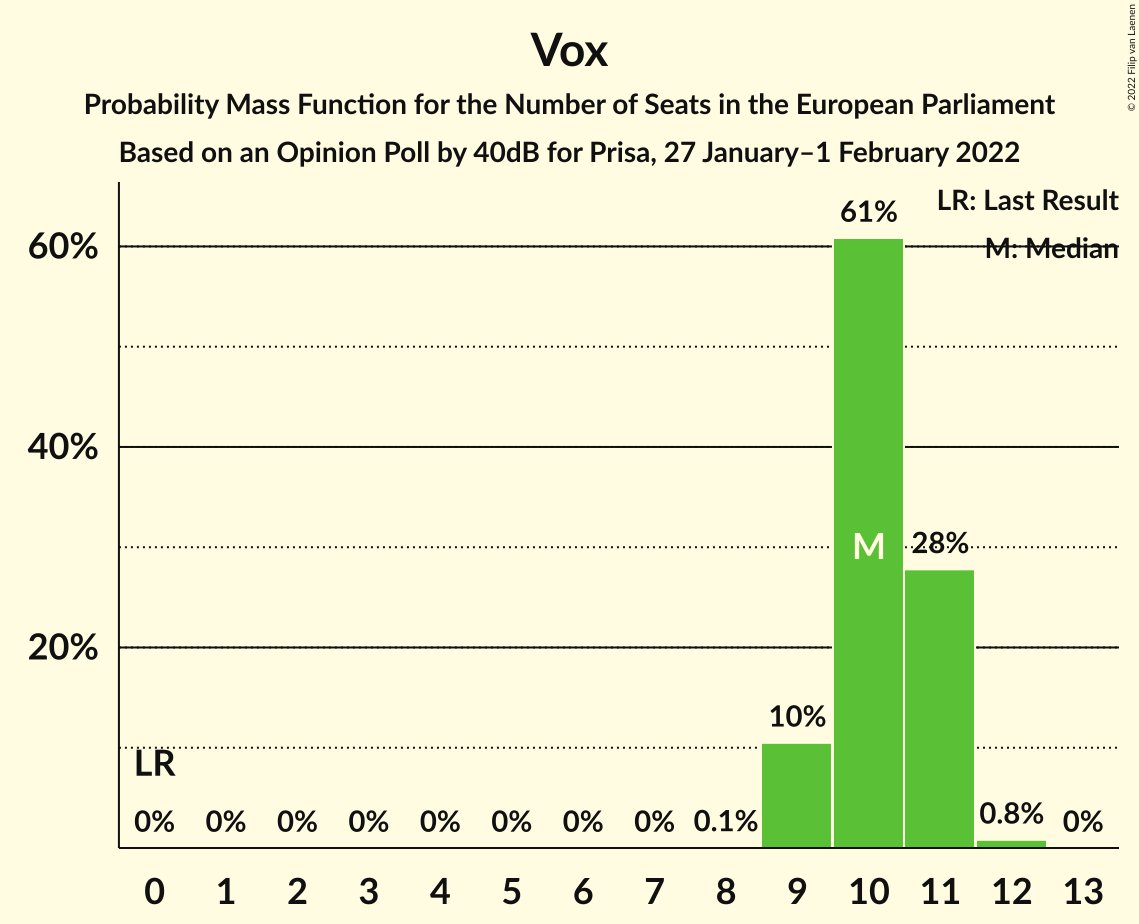 Vox
Probability Mass Function for the Number of Seats in the European Parliament
Based on an Opinion Poll by 40dB for Prisa, 27 January–1 February 2022
© 2022 Filip van Laenen
LR: Last Result
M: Median
60%
40%
20%
61%
28%
10%
M
LR
0% 0% 0% 0% 0% 0% 0% 0% 0.1% 0.8% 0%
0 1 2 3 4 5 6 7 8 9 10 11 12 13